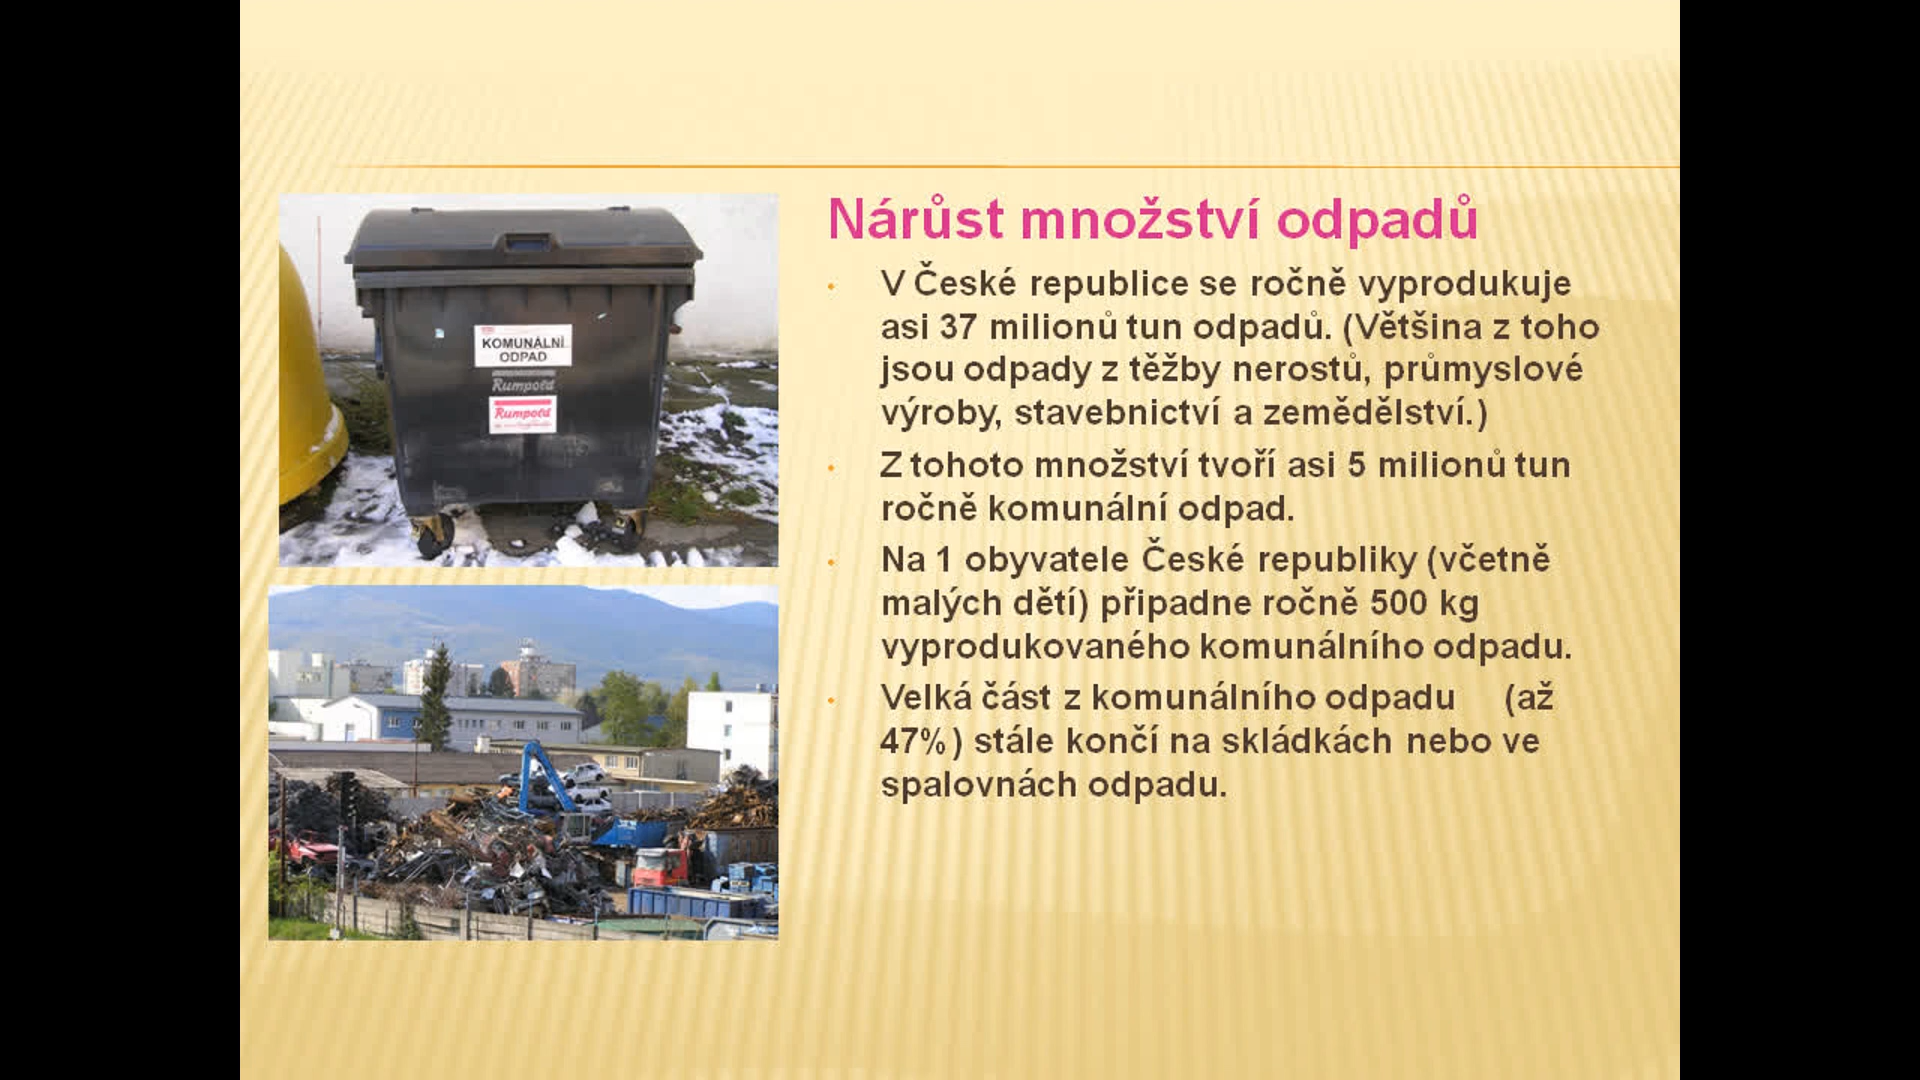 Nárůst množství odpadů
V České republice se ročně vyprodukuje
asi 37 milionů tun odpadů. (Většina z toho
jsou odpady z těžby nerostů, průmyslové
výroby, stavebnictví a zemědělství.)
Z tohoto množství tvoří asi 5 milionů tun
ročně komunální odpad.
Na 1 obyvatele České republiky (včetně
malých dětí) připadne ročně 500 kg
vyprodukovaného komunálního odpadu.
Velká část z komunálního odpadu (až
47%) stále končí na skládkách nebo ve
spalovnách odpadu.
KOMUNÁLNÍ
ODPAD
Rumpold
Rumpold